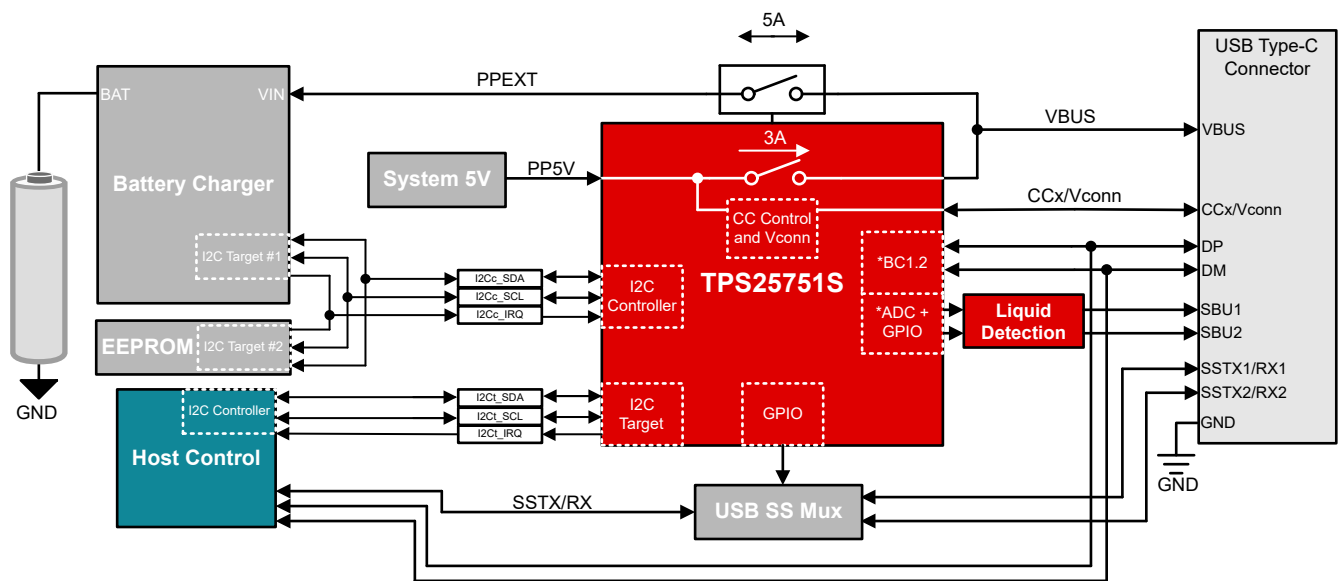 5A
USB Type-C
Connector
PPEXT
BAT
VIN
VBUS
VBUS
3A
Battery Charger
System 5V
PP5V
CCx/Vconn
CCx/Vconn
CC Control
and Vconn
I2C Target #1
*BC1.2
DP
DM
TPS25751S
I2Cc_SDA
I2Cc_SCL
I2Cc_IRQ
I2C
Controller
*ADC +
GPIO
Liquid
Detection
SBU1
SBU2
EEPROM
I2C Target #2
SSTX1/RX1
SSTX2/RX2
GND
GND
I2C Controller
I2Ct_SDA
I2Ct_SCL
I2Ct_IRQ
I2C
Target
GPIO
Host Control
GND
SSTX/RX
USB SS Mux